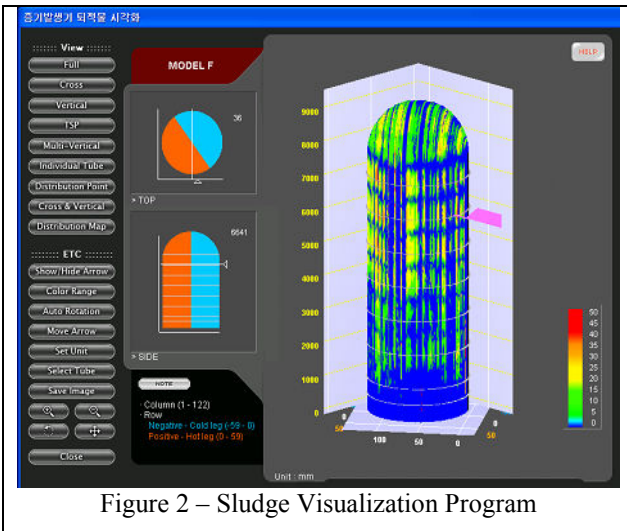 증기발생기 퇴적물 시각화
::::::: View :::::::
Full
Cross
Vertical
TSP
Multi-Vertical
Individual Tube
Distribution Point
Cross & Vertical
Distribution Map
::::::: ETC :::::::
Show/Hide Arrow
Color Range
Auto Rotation
Move Arrow
Set Unit
Select Tube
Save Image
Close
MODEL F
36
> TOP
6641
> SIDE
NOTE
· Column (1 - 122)
· Row
Negative - Cold leg (-59 - 0)
Positive - Hot leg (0 - 59)
HELP
9000
8000
7000
6000
5000
4000
3000
2000
1000
0
0
50
100
50
0
0
50
Unit : mm
50
45
40
35
30
25
20
15
10
5
0
Figure 2 – Sludge Visualization Program